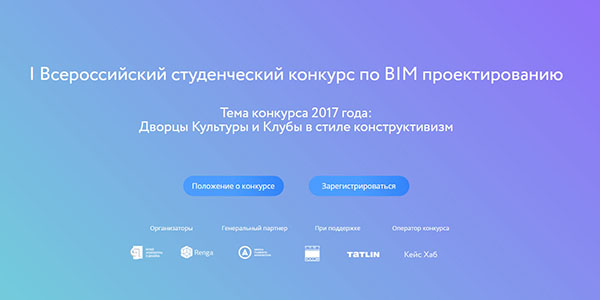 I Всероссийский студенческий конкурс по BIM проектированию
Тема конкурса 2017 года:
Дворцы Культуры и Клубы в стиле конструктивизм
Положение о конкурсе Зарегистрироваться
Организаторы Генеральный партнер При поддержке Оператор конкурса
Renga TATLIN Кейс Хаб